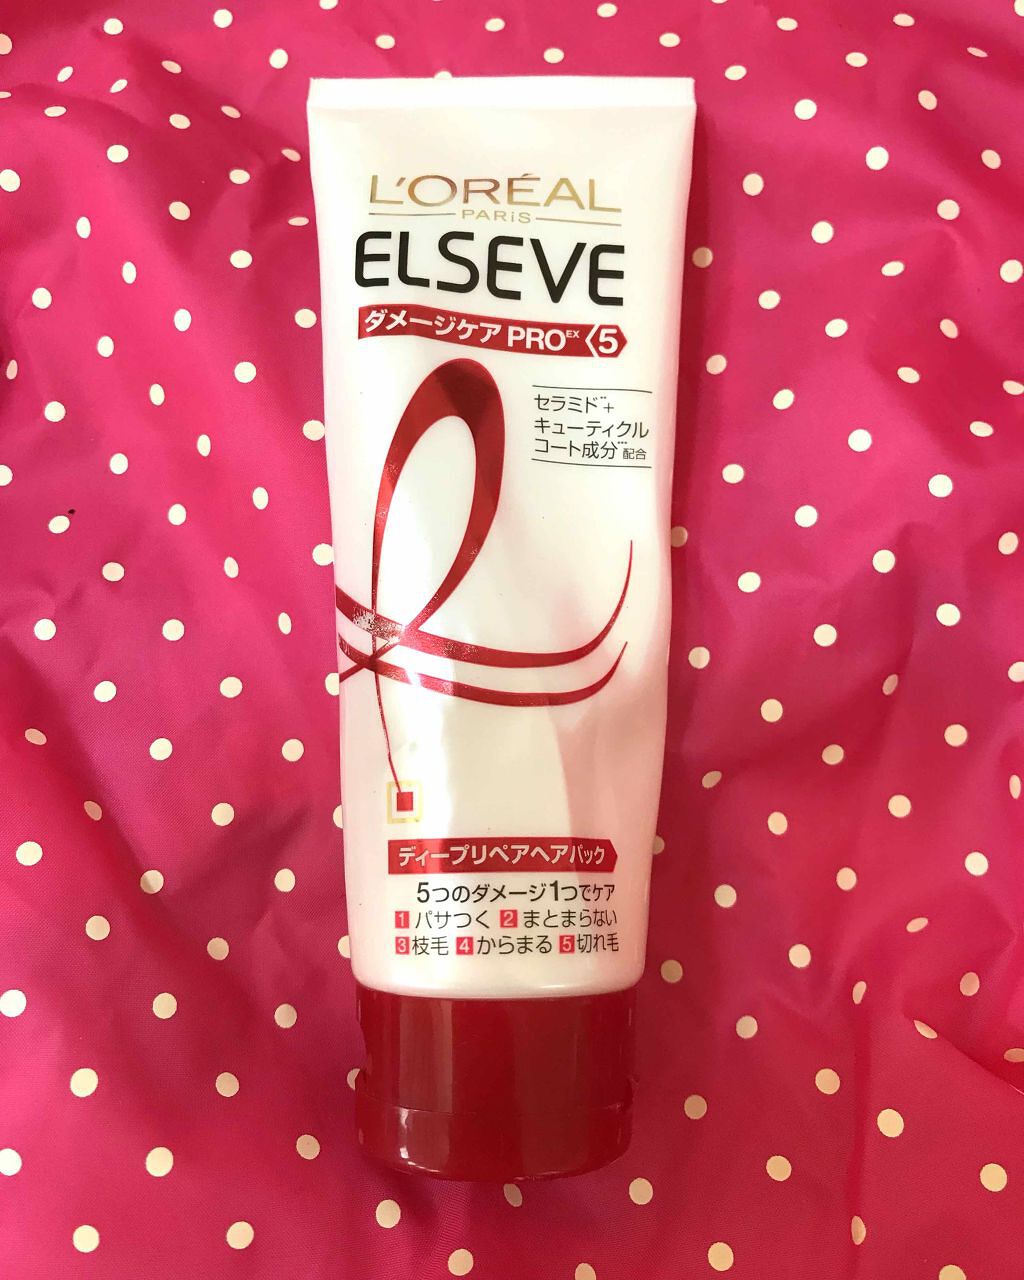 L'ORÉAL
PARiS
ELSEVE
ダメージケア PRO EX 5
セラミド**+
キューティクル
コート成分***配合
ディープリペアヘアパック
5つのダメージ1つでケア
1 パサつく 2 まとまらない
3 枝毛 4 からまる 5 切れ毛